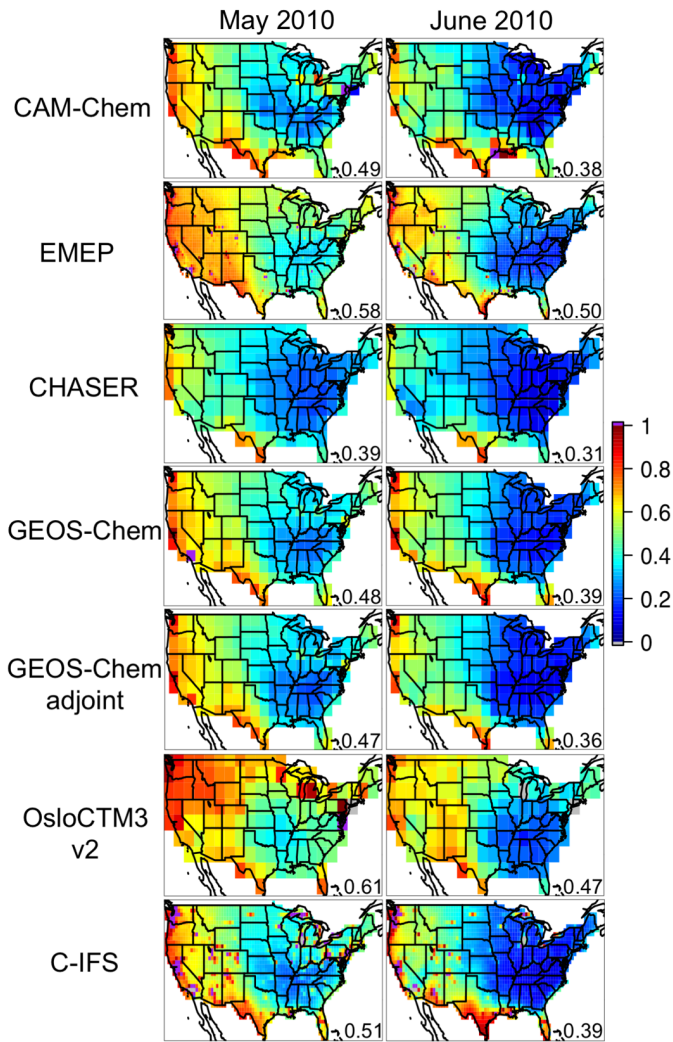 May 2010 June 2010
CAM-Chem
0.49 0.38
EMEP
0.58 0.50
CHASER
0.39 0.31
1
0.8
0.6
0.4
0.2
0
GEOS-Chem
0.48 0.39
GEOS-Chem
adjoint
0.47 0.36
OsloCTM3
v2
0.61 0.47
C-IFS
0.51 0.39